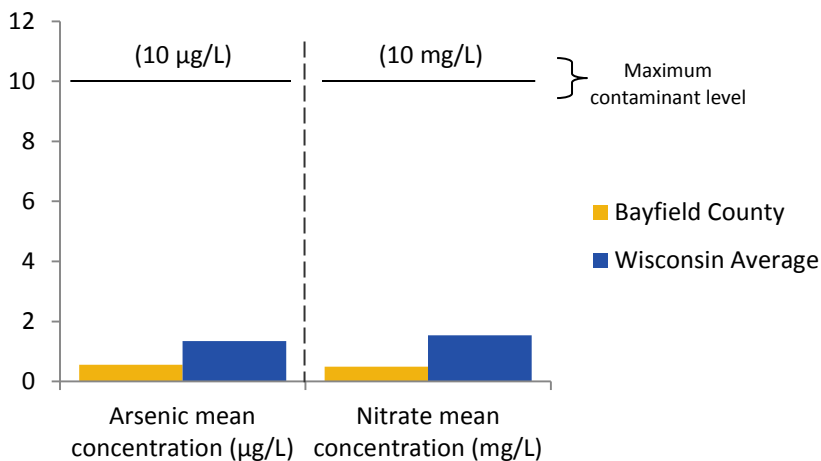 12
10
8
6
4
2
0
(10 µg/L)
(10 mg/L)
Maximum
contaminant level
Bayfield County
Wisconsin Average
Arsenic mean
concentration (µg/L)
Nitrate mean
concentration (mg/L)